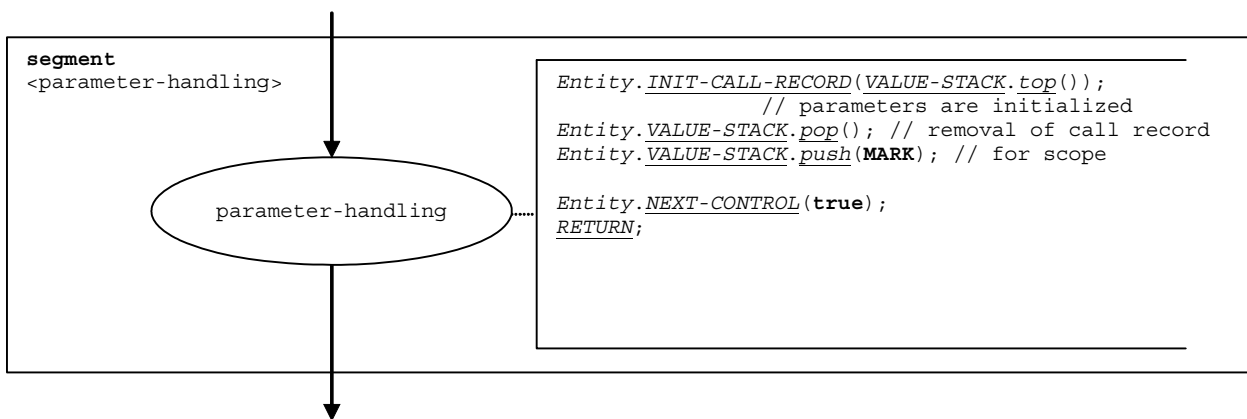 segment
<parameter-handling>
Entity.INIT-CALL-RECORD(VALUE-STACK.top());
// parameters are initialized
Entity.VALUE-STACK.pop(); // removal of call record
Entity.VALUE-STACK.push(MARK); // for scope
parameter-handling
Entity.NEXT-CONTROL(true);
RETURN;